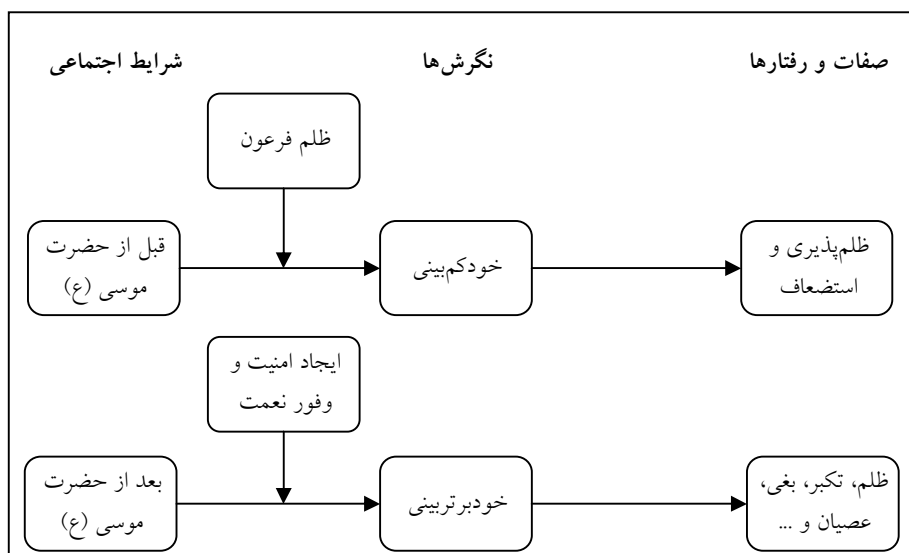 صفات و رفتارها
نگرش‌ها
شرایط اجتماعی
ظلم فرعون
قبل از حضرت
موسی (ع)
خودکم‌بینی
ظلم‌پذیری و
استضعاف
ایجاد امنیت و
وفور نعمت
بعد از حضرت
موسی (ع)
خودبرتربینی
ظلم، تکبر، بغی،
عصیان و ...